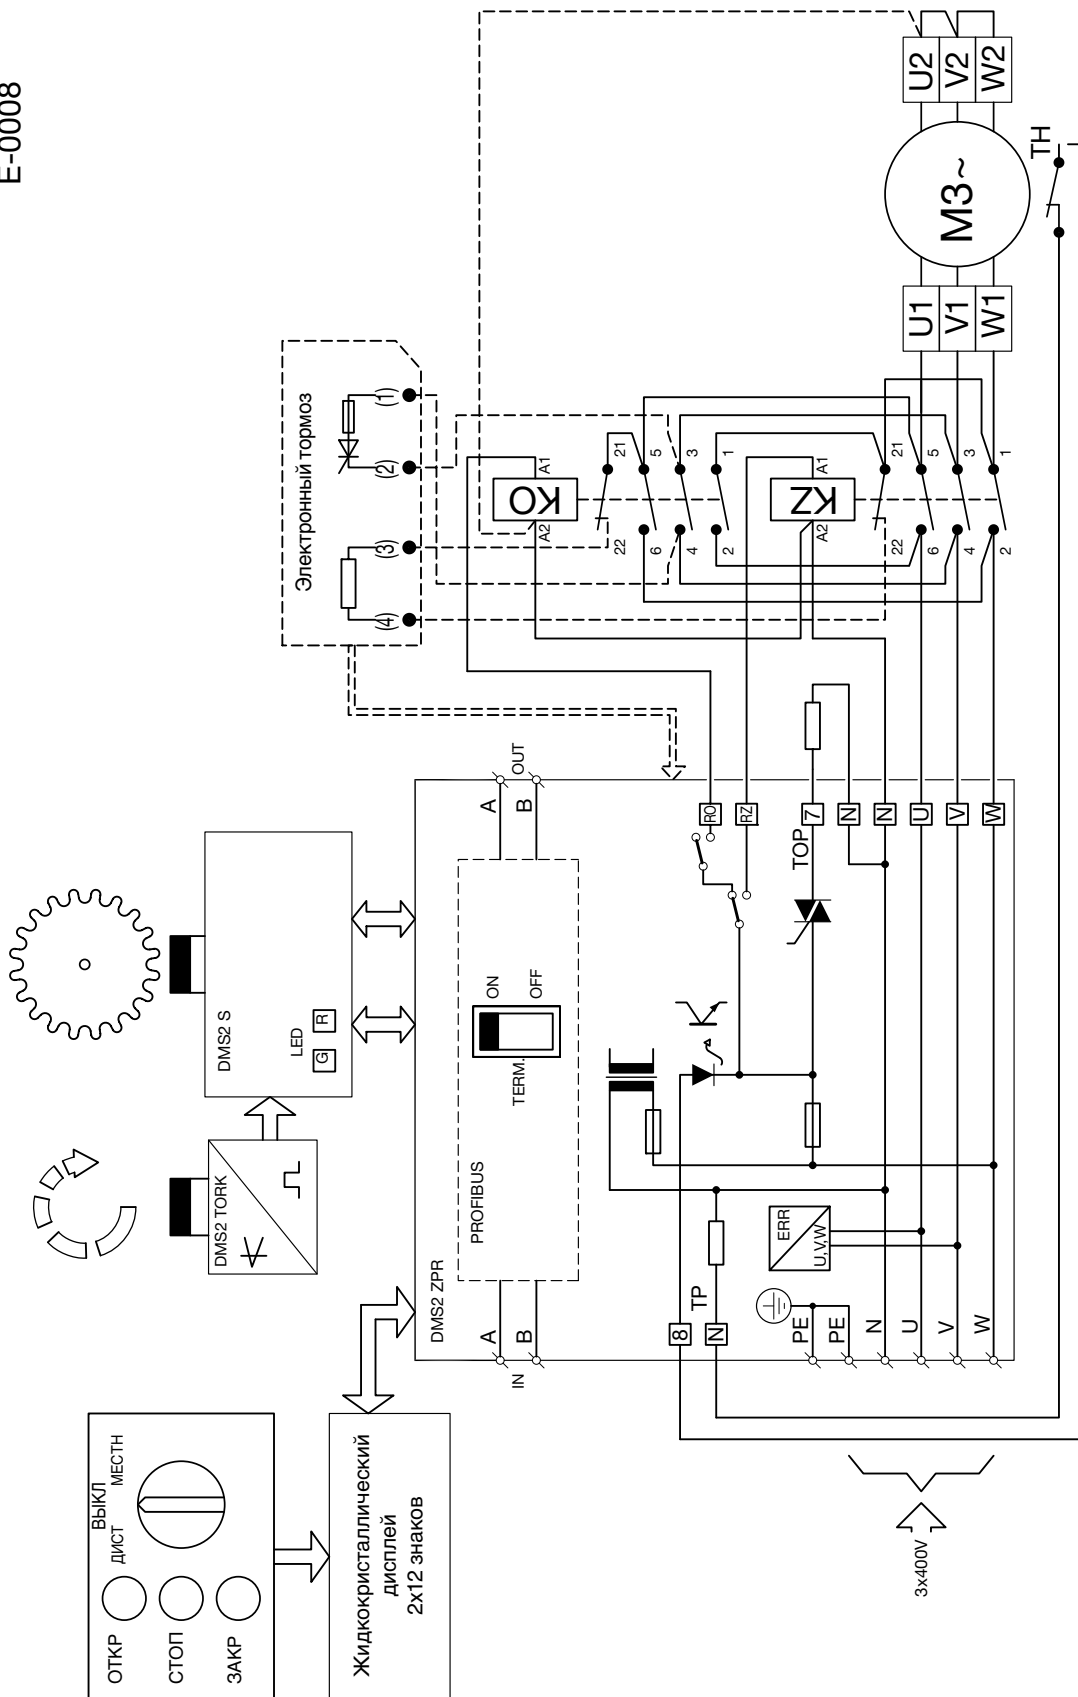 E-0008
U2
V2
W2
M3~
TH
U1
V1
W1
Электронный тормоз
(1)
(2)
(3)
(4)
KO
A1
A2
21
22
5
6
3
4
1
2
KZ
A1
A2
21
22
5
6
3
4
1
2
DMS2 S
LED
G
R
DMS2 TORK
DMS2 ZPR
PROFIBUS
TERM.
ON
OFF
A
B
OUT
A
B
IN
RO
RZ
TOP
7
N
N
U
V
W
ERR
U,V,W
TP
8
N
PE
PE
N
U
V
W
3x400V
ВЫКЛ
ДИСТ
МЕСТН
ОТКР
СТОП
ЗАКР
Жидкокристаллический
дисплей
2x12 знаков